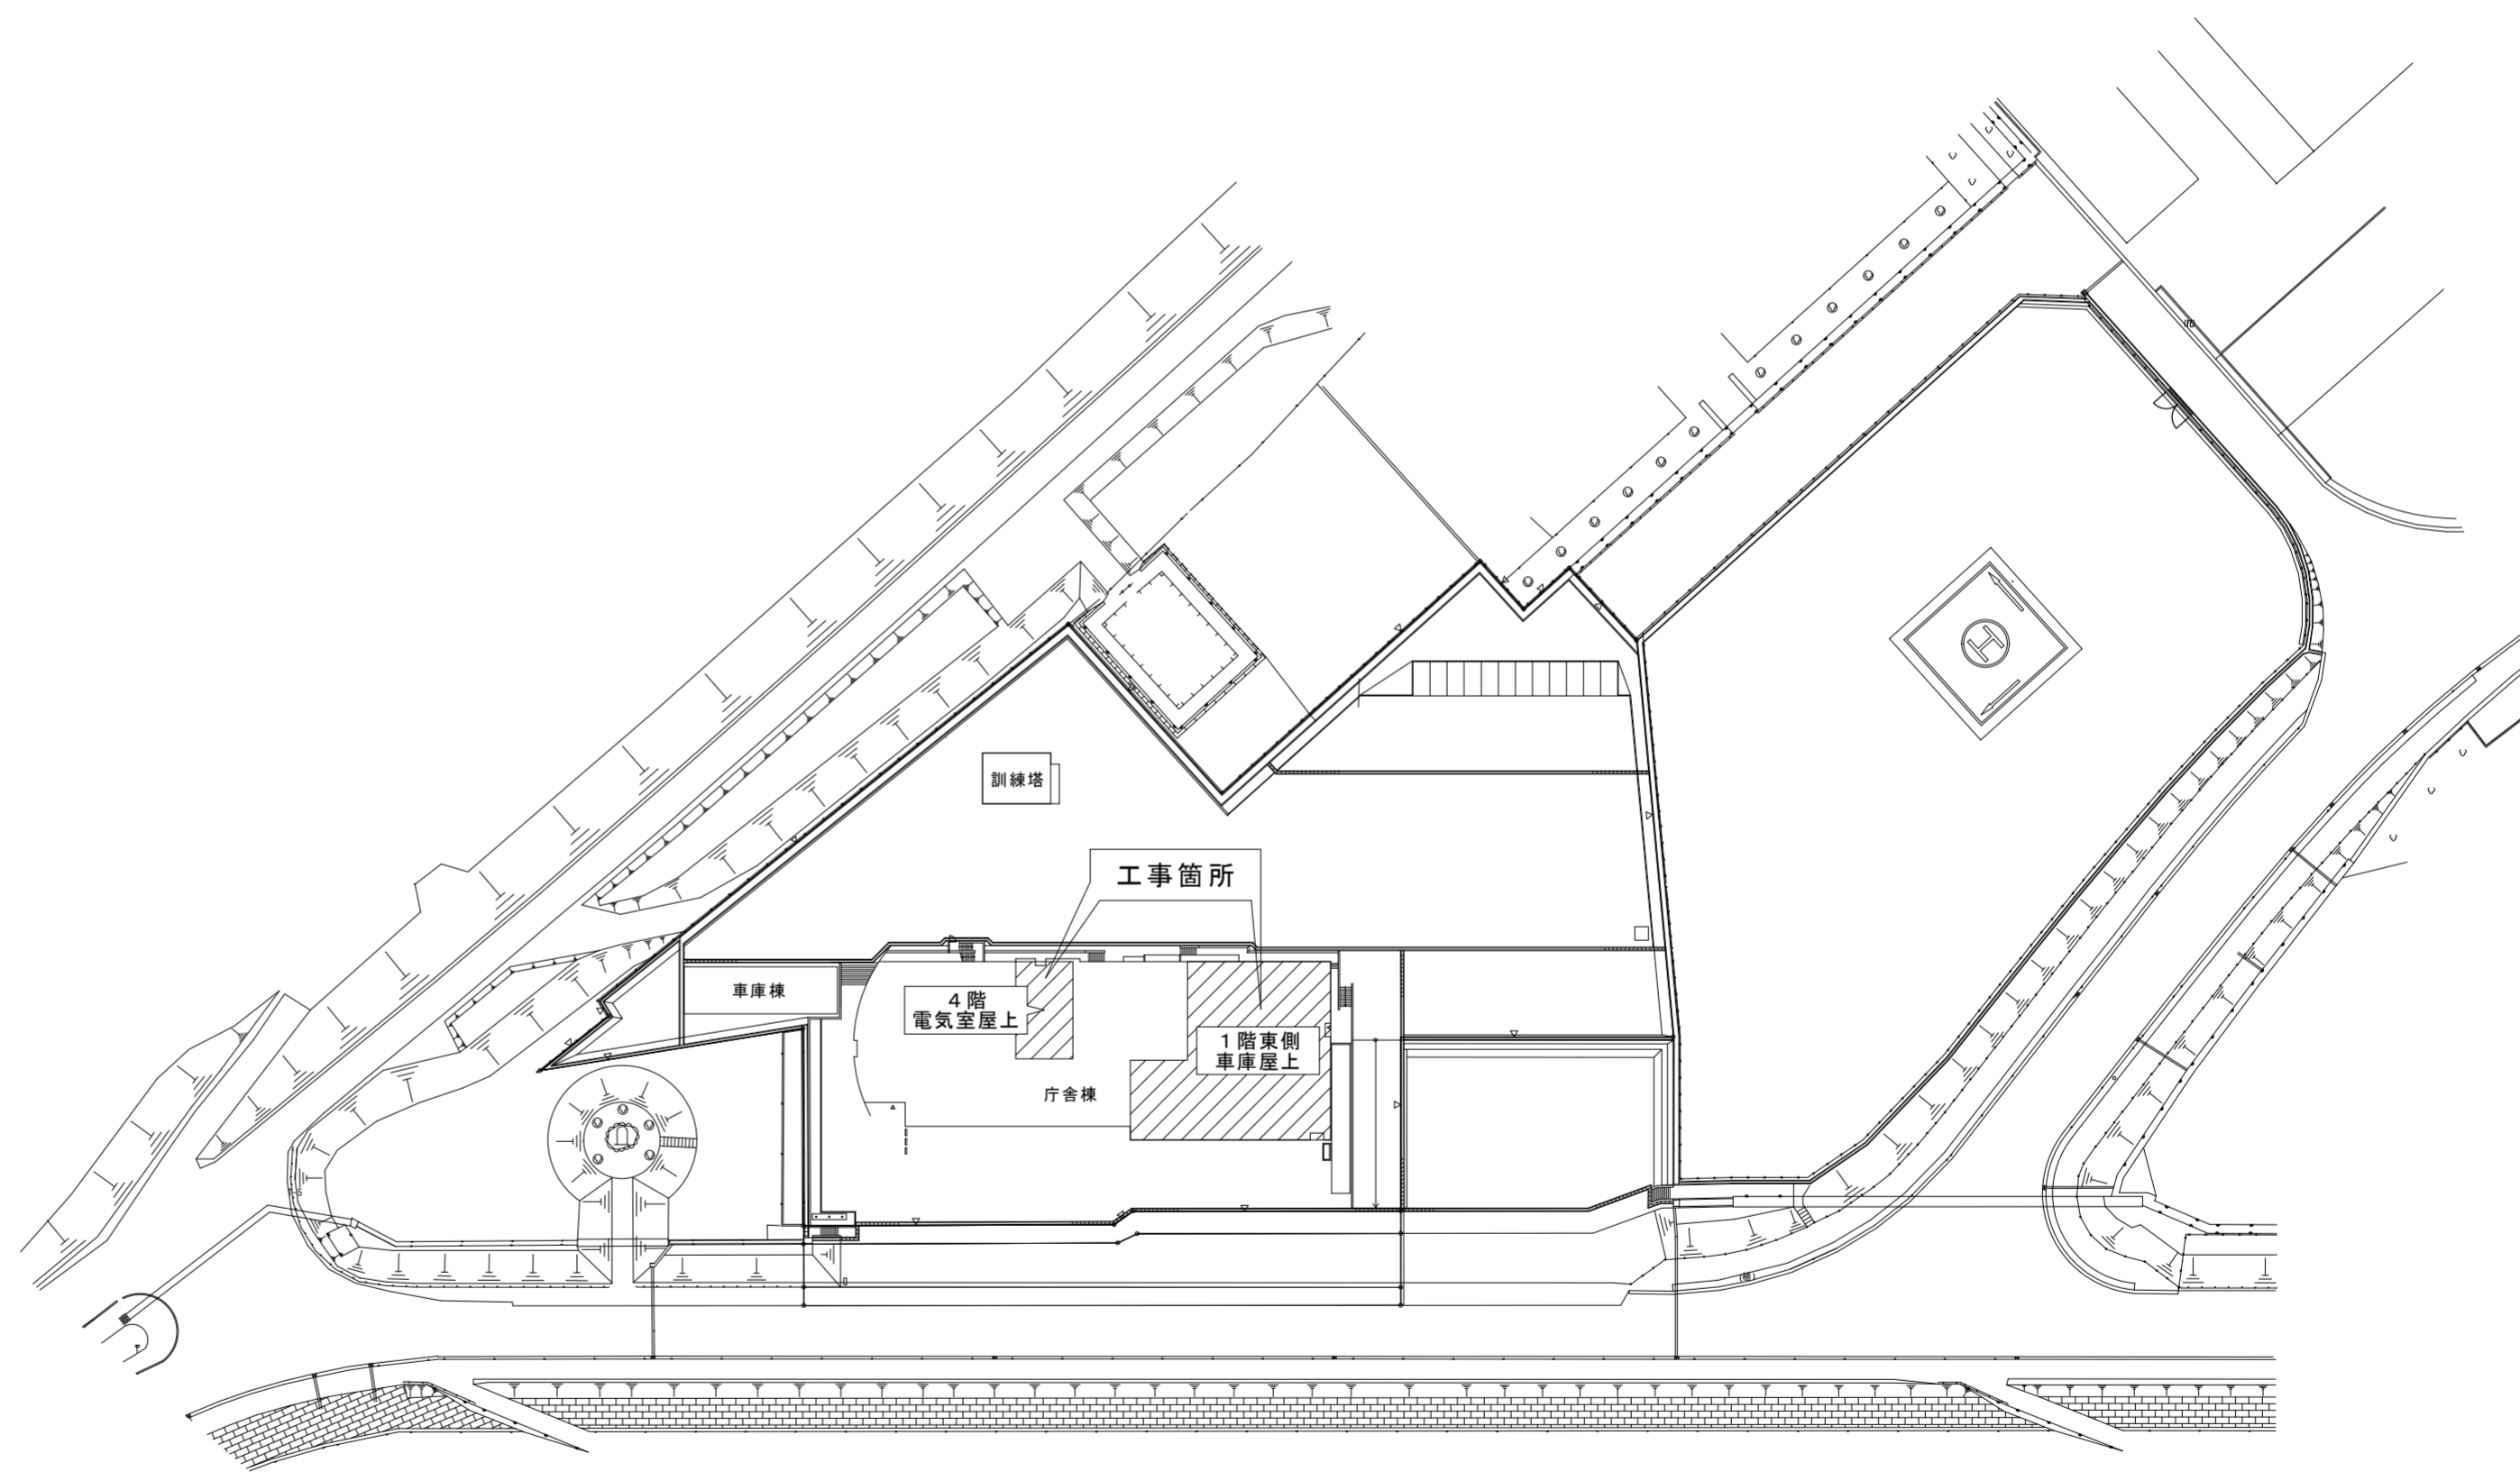 訓練塔
工事箇所
車庫棟
4階
電気室屋上
1階東側
車庫屋上
庁舎棟
H